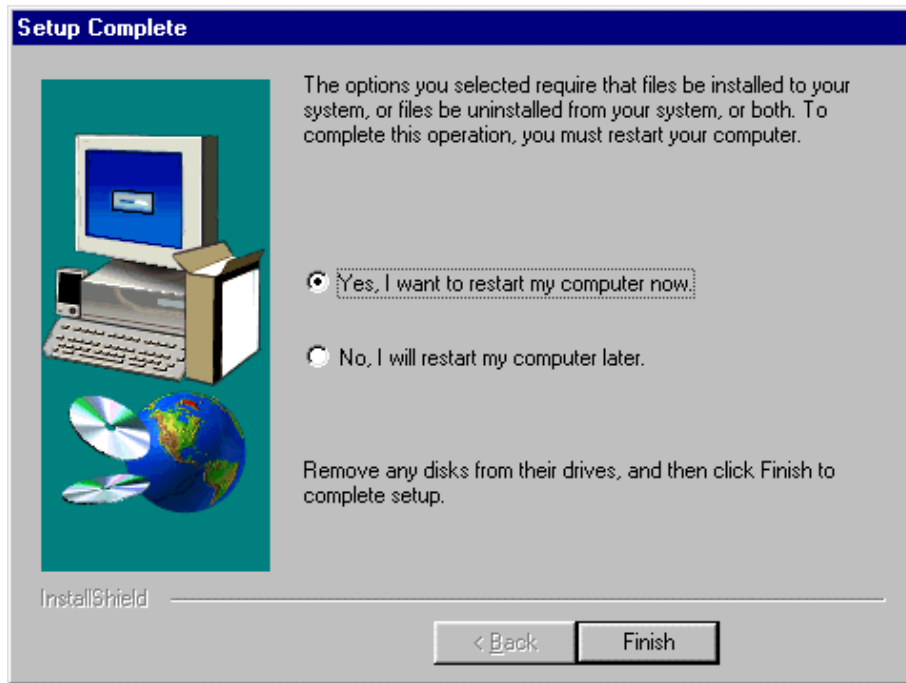 Setup Complete
The options you selected require that files be installed to your
system, or files be uninstalled from your system, or both. To
complete this operation, you must restart your computer.
Yes, I want to restart my computer now.
No, I will restart my computer later.
Remove any disks from their drives, and then click Finish to
complete setup.
InstallShield
< Back
Finish